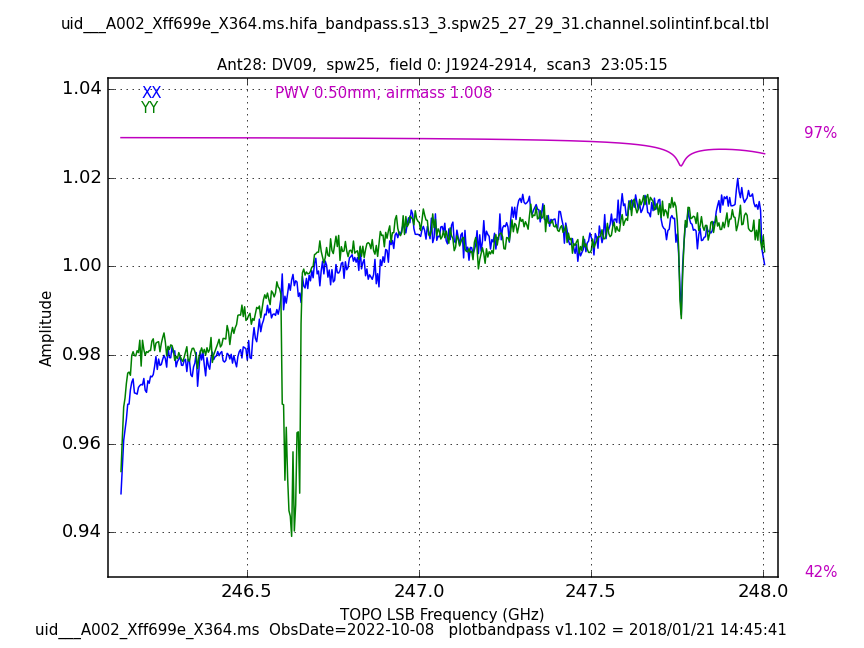 uid___A002_Xff699e_X364.ms.hifa_bandpass.s13_3.spw25_27_29_31.channel.solintinf.bcal.tbl
Ant28: DV09,  spw25,  field 0: J1924-2914,  scan3  23:05:15
1.04
XX
PWV 0.50mm, airmass 1.008
YY
97%
1.02
1.00
Amplitude
0.98
0.96
0.94
42%
246.5 247.0 247.5 248.0
TOPO LSB Frequency (GHz)
uid___A002_Xff699e_X364.ms  ObsDate=2022-10-08   plotbandpass v1.102 = 2018/01/21 14:45:41